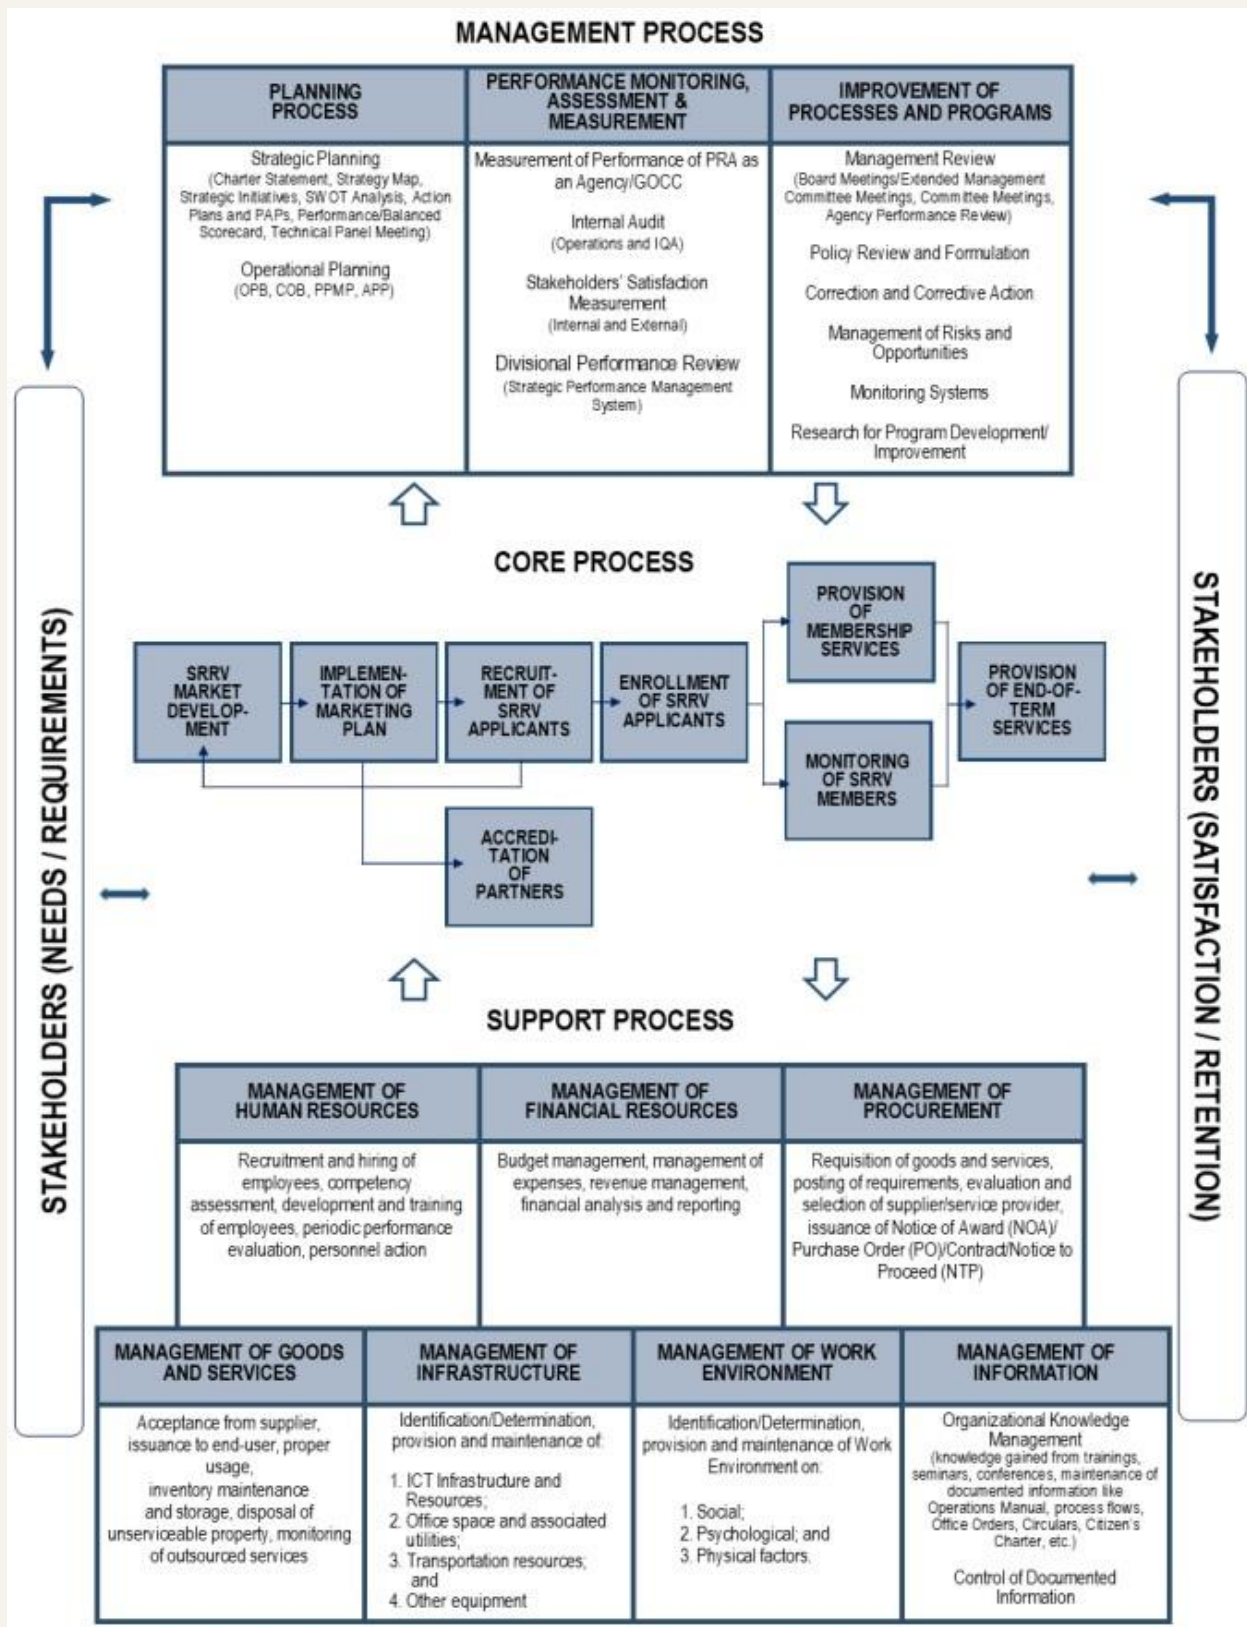 MANAGEMENT PROCESS
PLANNING
PROCESS
Strategic Planning
(Charter Statement, Strategy Map,
Strategic Initiatives, SWOT Analysis, Action
Plans and PAPs, Performance/Balanced
Scorecard, Technical Panel Meeting)
Operational Planning
(OPB, COB, PPMP, APP)
PERFORMANCE MONITORING,
ASSESSMENT &
MEASUREMENT
Measurement of Performance of PRA as
an Agency/GOCC
Internal Audit
(Operations and IQA)
Stakeholders' Satisfaction
Measurement
(Internal and External)
Divisional Performance Review
(Strategic Performance Management
System)
IMPROVEMENT OF
PROCESSES AND PROGRAMS
Management Review
(Board Meetings/Extended Management
Committee Meetings, Committee Meetings,
Agency Performance Review)
Policy Review and Formulation
Correction and Corrective Action
Management of Risks and
Opportunities
Monitoring Systems
Research for Program Development/
Improvement
STAKEHOLDERS (NEEDS / REQUIREMENTS)
CORE PROCESS
SRRV
MARKET
DEVELOP-
MENT
IMPLEMEN-
TATION OF
MARKETING
PLAN
RECRUIT-
MENT OF
SRRV
APPLICANTS
ENROLLMENT
OF SRRV
APPLICANTS
PROVISION
OF
MEMBERSHIP
SERVICES
MONITORING
OF SRRV
MEMBERS
PROVISION
OF END-OF-
TERM
SERVICES
ACCREDI-
TATION
OF
PARTNERS
STAKEHOLDERS (SATISFACTION / RETENTION)
SUPPORT PROCESS
MANAGEMENT OF
HUMAN RESOURCES
Recruitment and hiring of
employees, competency
assessment, development and training
of employees, periodic performance
evaluation, personnel action
MANAGEMENT OF
FINANCIAL RESOURCES
Budget management, management of
expenses, revenue management,
financial analysis and reporting
MANAGEMENT OF
PROCUREMENT
Requisition of goods and services,
posting of requirements, evaluation and
selection of supplier/service provider,
issuance of Notice of Award (NOA)/
Purchase Order (PO)/Contract/Notice to
Proceed (NTP)
MANAGEMENT OF GOODS
AND SERVICES
Acceptance from supplier,
issuance to end-user, proper
usage,
inventory maintenance
and storage, disposal of
unserviceable property, monitoring
of outsourced services
MANAGEMENT OF
INFRASTRUCTURE
Identification/Determination,
provision and maintenance of:
1. ICT Infrastructure and
Resources;
2. Office space and associated
utilities;
3. Transportation resources;
and
4. Other equipment
MANAGEMENT OF WORK
ENVIRONMENT
Identification/Determination,
provision and maintenance of Work
Environment on:
1. Social;
2. Psychological; and
3. Physical factors.
MANAGEMENT OF
INFORMATION
Organizational Knowledge
Management
(knowledge gained from trainings,
seminars, conferences, maintenance of
documented information like
Operations Manual, process flows,
Office Orders, Circulars, Citizen's
Charter, etc.)
Control of Documented
Information